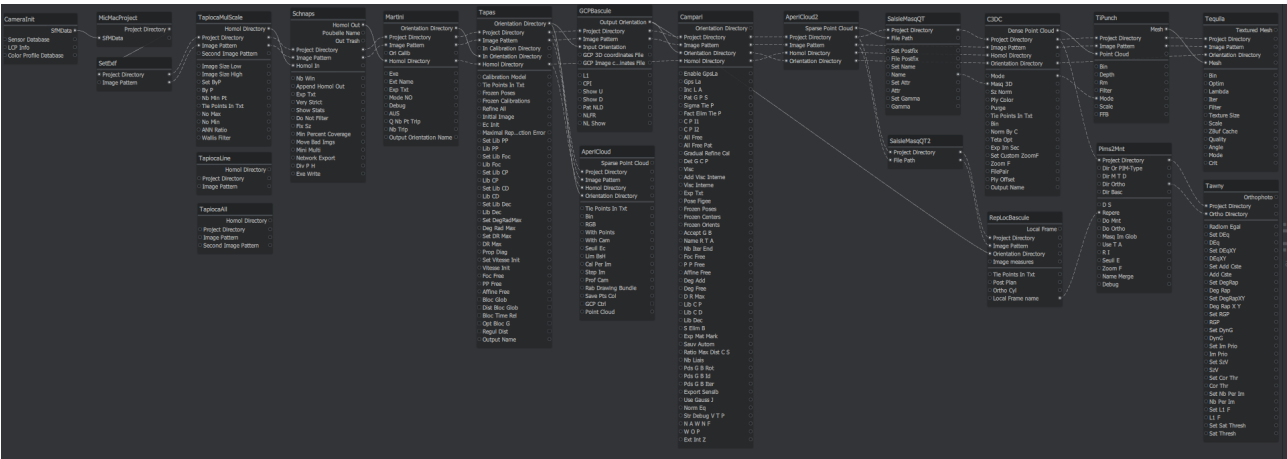 CameraInit
SfMData
Sensor Database
LCP Info
Color Profile Database
MicMacProject
Project Directory
SfMData
SetExif
Project Directory
Image Pattern
TapiocaMulScale
Homol Directory
Project Directory
Image Pattern
Second Image Pattern
Image Size Low
Image Size High
Set ByP
By P
Nb Min Pt
Tie Points In Txt
No Max
No Min
ANN Ratio
Wallis Filter
TapiocaLine
Homol Directory
Project Directory
Image Pattern
TapiocaAll
Homol Directory
Project Directory
Image Pattern
Second Image Pattern
Schnaps
Homol Out
Poubelle Name
Out Trash
Project Directory
Image Pattern
Homol In
Nb Win
Append Homol Out
Exp Txt
Very Strict
Show Stats
Do Not Filter
Fix Sz
Min Percent Coverage
Move Bad Imgs
Mini Multi
Network Export
Div P H
Exe Write
Martini
Orientation Directory
Project Directory
Image Pattern
Ori Calib
Homol Directory
Exe
Ext Name
Exp Txt
Mode NO
Debug
AUS
Q Nb Pt Trip
Nb Trip
Output Orientation Name
Tapas
Orientation Directory
Project Directory
Image Pattern
In Calibration Directory
In Orientation Directory
Homol Directory
Calibration Model
Tie Points In Txt
Frozen Poses
Frozen Calibrations
Refine All
Initial Image
Ec Init
Maximal Rep...ction Error
Set Lib PP
Lib PP
Set Lib Foc
Lib Foc
Set Lib CP
Lib CP
Set Lib CD
Lib CD
Set Lib Dec
Lib Dec
Set DegRadMax
Deg Rad Max
Set DR Max
DR Max
Prop Diag
Set Vitesse Init
Vitesse Init
Foc Free
PP Free
Affine Free
Bloc Glob
Dist Bloc Glob
Bloc Time Rel
Opt Bloc G
Regul Dist
Output Name
GCPBascule
Output Orientation
Project Directory
Image Pattern
Input Orientation
GCP 3D coordinates File
GCP Image c...inates File
L1
CPI
Show U
Show D
Pat NLD
NLFR
NL Show
AperiCloud
Sparse Point Cloud
Project Directory
Image Pattern
Homol Directory
Orientation Directory
Tie Points In Txt
Bin
RGB
With Points
With Cam
Seuil Ec
Lim BsH
Cal Per Im
Step Im
Prof Cam
Rab Drawing Bundle
Save Pts Col
GCP Ctrl
Point Cloud
Campari
Orientation Directory
Project Directory
Image Pattern
Orientation Directory
Homol Directory
Enable GpsLa
Gps La
Inc L A
Pat G P S
Sigma Tie P
Fact Elim Tie P
C P I1
C P I2
All Free
All Free Pat
Gradual Refine Cal
Det G C P
Visc
Add Visc Interne
Visc Interne
Exp Txt
Pose Figee
Frozen Poses
Frozen Centers
Frozen Orients
Accept G B
Name R T A
Nb Iter End
Foc Free
P P Free
Affine Free
Deg Add
Deg Free
D R Max
Lib C P
Lib C D
Lib Dec
S Elim B
Exp Mat Mark
Sauv Autom
Ratio Max Dist C S
Nb Liais
Pds G B Rot
Pds G B Id
Pds G B Iter
Export Sensib
Use Gauss J
Norm Eq
Str Debug V T P
N A W N F
W O P
Ext Int Z
AperiCloud2
Sparse Point Cloud
Project Directory
Image Pattern
Homol Directory
Orientation Directory
SaisieMasqQT
Project Directory
File Path
Set Postfix
File Postfix
Set Name
Name
Set Attr
Attr
Set Gamma
Gamma
SaisieMasqQT2
Project Directory
File Path
C3DC
Dense Point Cloud
Project Directory
Image Pattern
Homol Directory
Orientation Directory
Mode
Masq 3D
Sz Norm
Ply Color
Purge
Tie Points In Txt
Bin
Norm By C
Teta Opt
Exp Im Sec
Set Custom ZoomF
Zoom F
FilePair
Ply Offset
Output Name
RepLocBascule
Local Frame
Project Directory
Image Pattern
Orientation Directory
Image measures
Tie Points In Txt
Post Plan
Ortho Cyl
Local Frame name
TiPunch
Mesh
Project Directory
Image Pattern
Point Cloud
Bin
Depth
Rm
Filter
Mode
Scale
FFB
Pims2Mnt
Project Directory
Dir Or PIM-Type
Dir M T D
Dir Ortho
Dir Basc
D S
Repere
Do Mnt
Do Ortho
Masq Im Glob
Use T A
R I
Seuil E
Zoom F
Name Merge
Debug
Tequila
Textured Mesh
Project Directory
Image Pattern
Orientation Directory
Mesh
Bin
Optim
Lambda
Iter
Filter
Texture Size
Scale
ZBuf Cache
Quality
Angle
Mode
Crit
Tawny
Orthophoto
Project Directory
Ortho Directory
Radiom Egal
Set DEq
DEq
Set DEqXY
DEqXY
Set Add Cste
Add Cste
Set DegRap
Deg Rap
Set DegRapXY
Deg Rap X Y
Set RGP
RGP
Set DynG
DynG
Set Im Prio
Im Prio
Set SzV
SzV
Set Cor Thr
Cor Thr
Set Nb Per Im
Nb Per Im
Set L1 F
L1 F
Set Sat Thresh
Sat Thresh